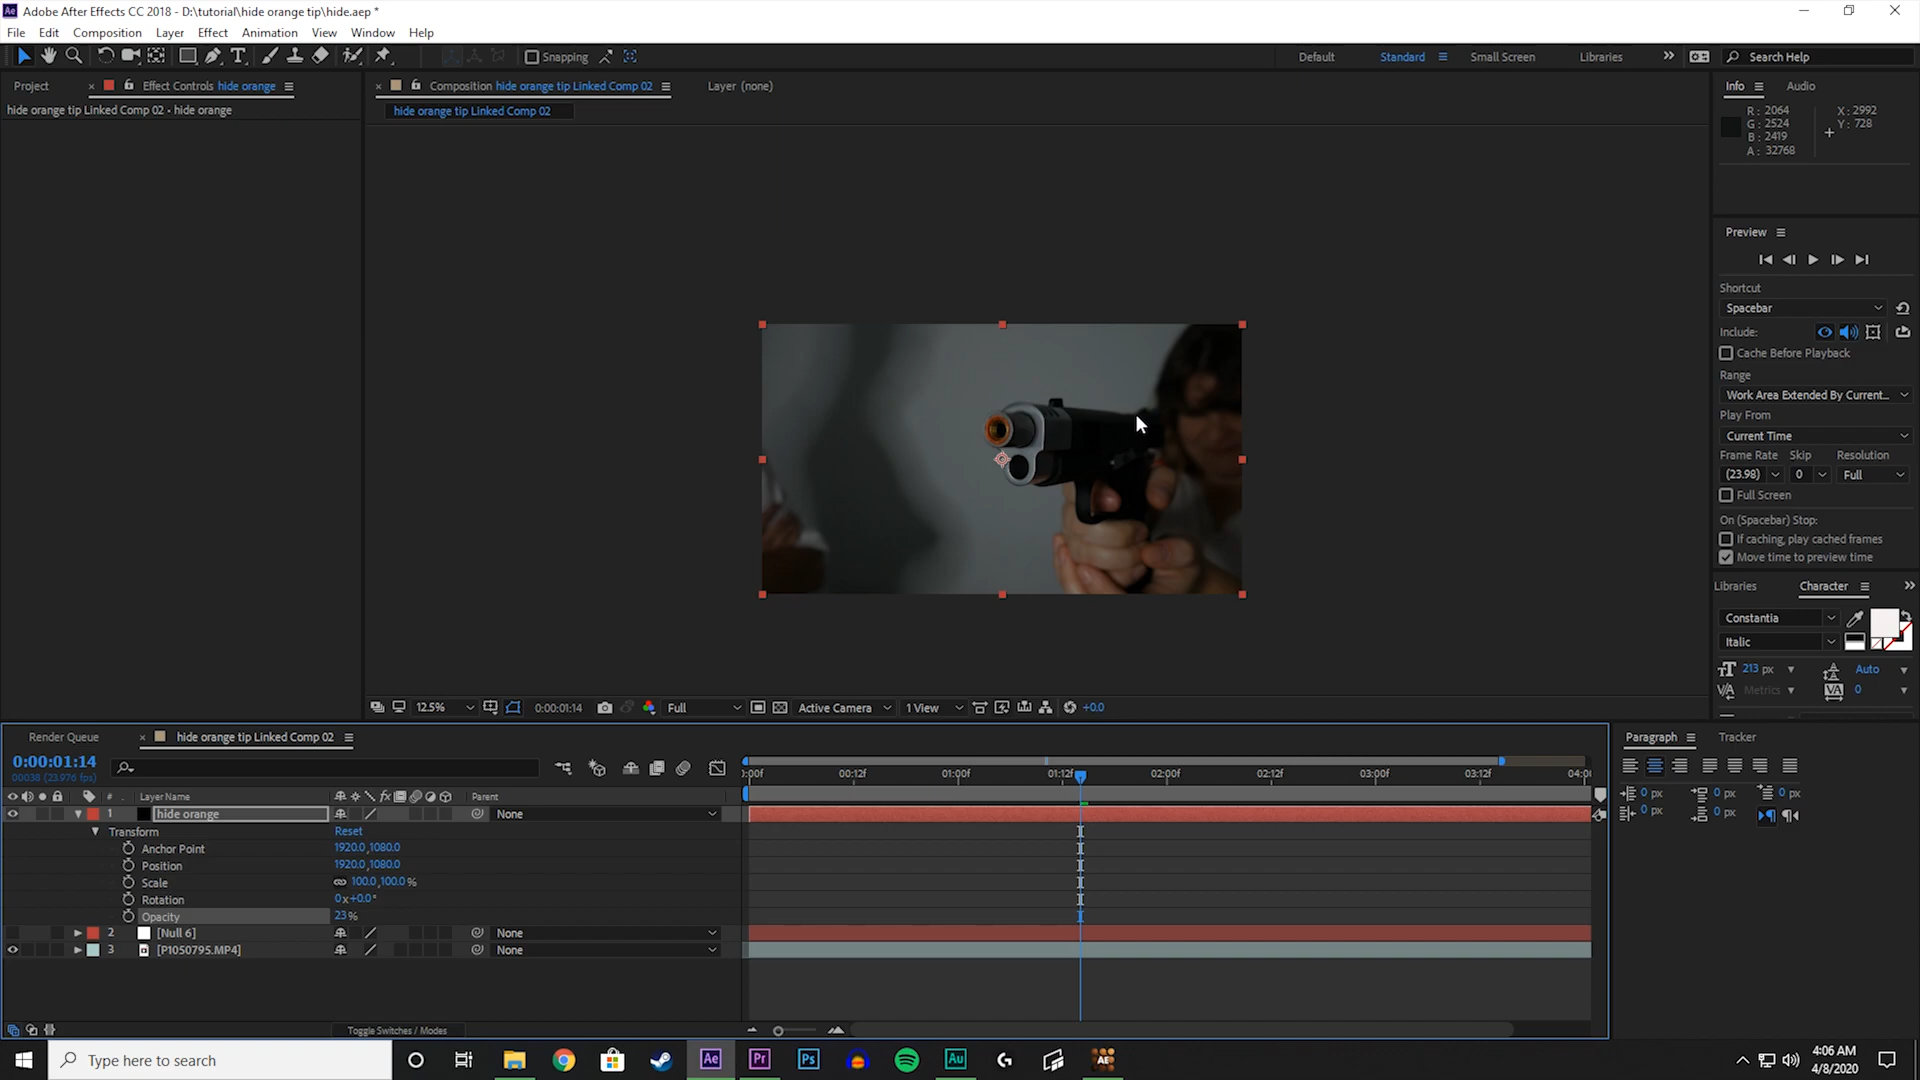 Adobe After Effects CC 2018 - D:\tutorial\hide orange tip\hide.aep *
File Edit Composition Layer Effect Animation View Window Help
Snapping Default Standard Small Screen Libraries Search Help
Project Effect Controls hide orange
hide orange tip Linked Comp 02 • hide orange
Composition hide orange tip Linked Comp 02 Layer (none)
hide orange tip Linked Comp 02
Info Audio
R: 2064 X: 2992
G: 2524 Y: 728
B: 2419
A: 32768
Preview
Shortcut
Spacebar
Include:
Cache Before Playback
Range
Work Area Extended By Current...
Play From
Current Time
Frame Rate Skip Resolution
(23.98) 0 Full
Full Screen
On (Spacebar) Stop:
If caching, play cached frames
Move time to preview time
Libraries Character
Constantia
Italic
213 px Auto
Metrics 0
12.5% 0:00:01:14 Full Active Camera 1 View +0.0
Render Queue hide orange tip Linked Comp 02
0:00:01:14
00038 (23.976 fps)
:00f 00:12f 01:00f 01:12f 02:00f 02:12f 03:00f 03:12f 04:0
# Layer Name Parent
1 hide orange None
Transform Reset
Anchor Point 1920.0,1080.0
Position 1920.0,1080.0
Scale 100.0,100.0%
Rotation 0x+0.0°
Opacity 23%
2 [Null 6] None
3 [P1050795.MP4] None
Toggle Switches / Modes
Paragraph Tracker
0 px 0 px 0 px
0 px 0 px
Type here to search
Ae Pr Ps Au AE
4:06 AM
4/8/2020